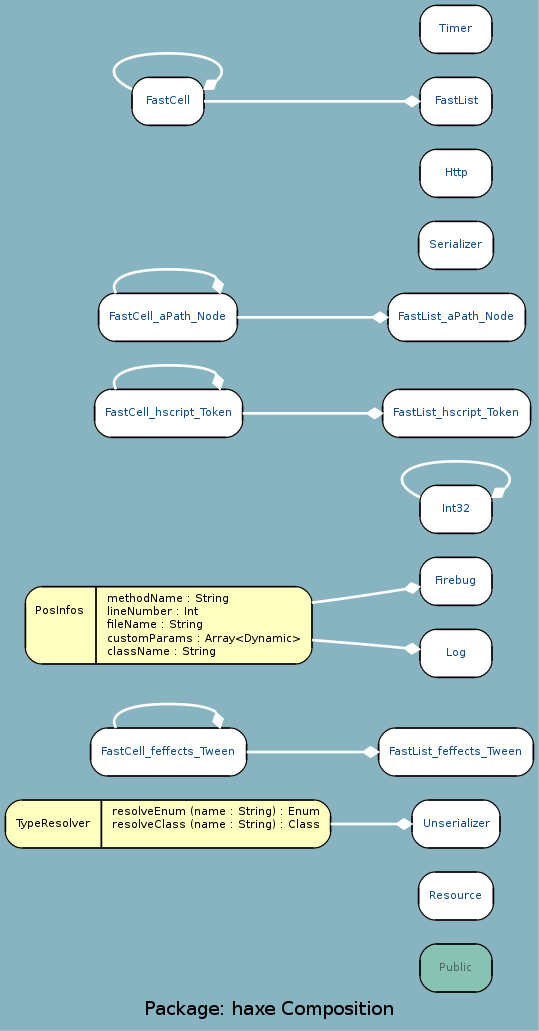 Timer
FastCell
FastList
Http
Serializer
FastCell_aPath_Node
FastList_aPath_Node
FastCell_hscript_Token
FastList_hscript_Token
Int32
Firebug
PosInfos
methodName : String
lineNumber : Int
fileName : String
customParams : Array<Dynamic>
className : String
Log
FastCell_feffects_Tween
FastList_feffects_Tween
TypeResolver
resolveEnum (name : String) : Enum
resolveClass (name : String) : Class
Unserializer
Resource
Public
Package: haxe Composition